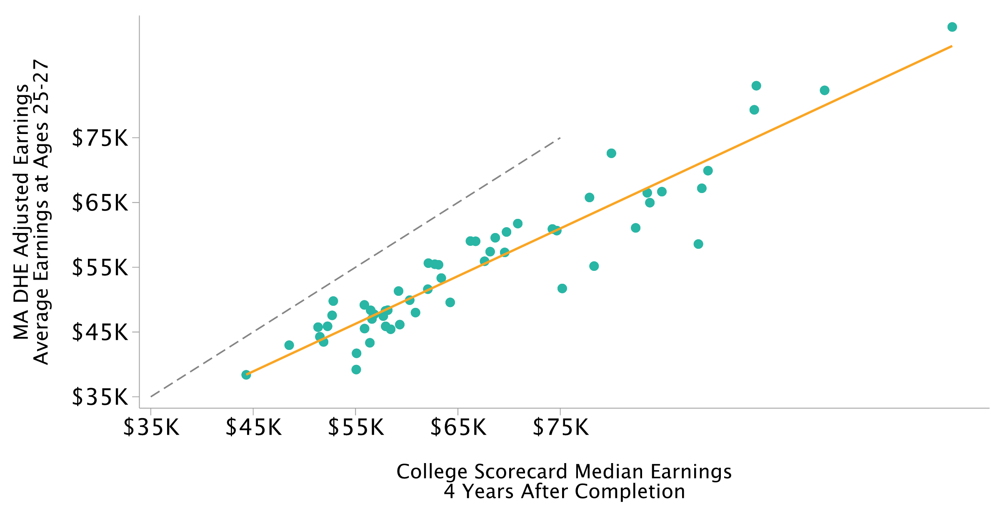 MA DHE Adjusted Earnings
Average Earnings at Ages 25-27
$75K
$65K
$55K
$45K
$35K
$35K
$45K
$55K
$65K
$75K
College Scorecard Median Earnings
4 Years After Completion